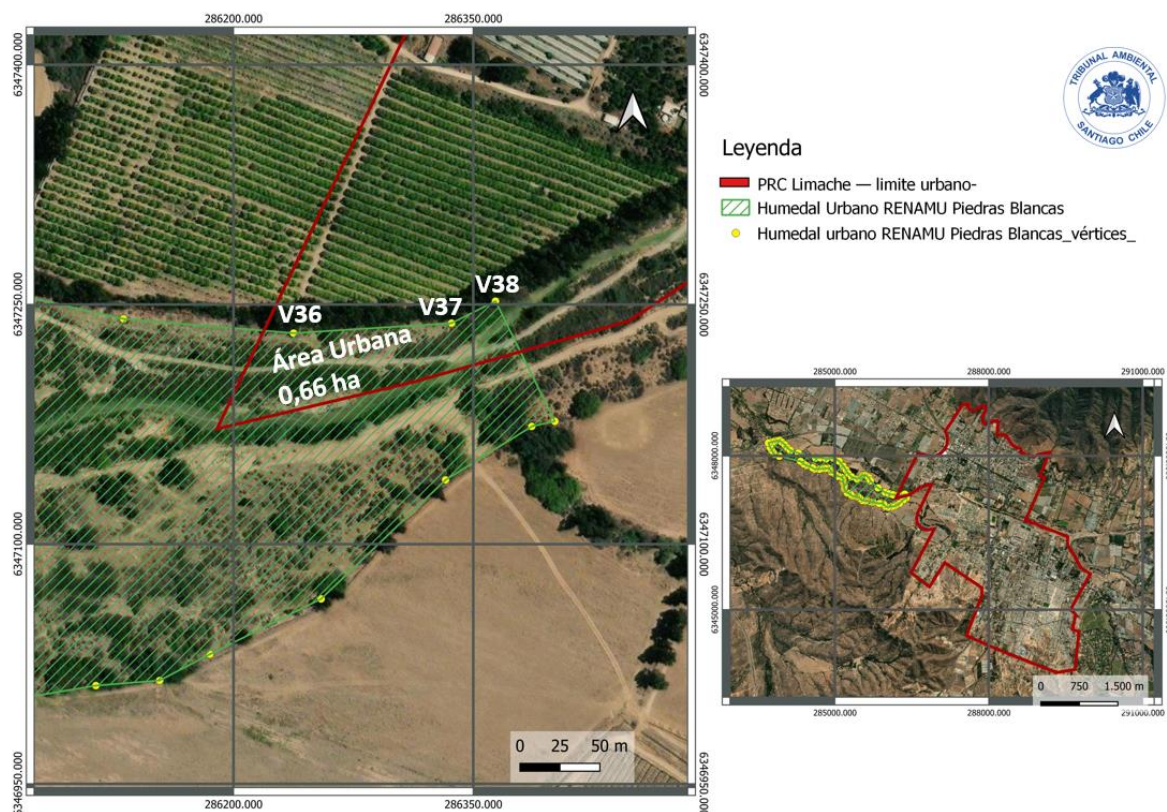 286200.000 286350.000
6347400.000
6347400.000
6347250.000
6347250.000
6347100.000
6347100.000
6346950.000
6346950.000
V36
V37
V38
Área Urbana
0,66 ha
0 25 50 m
286200.000 286350.000
TRIBUNAL AMBIENTAL
SANTIAGO CHILE
Leyenda
PRC Limache — limite urbano-
Humedal Urbano RENAMU Piedras Blancas
Humedal urbano RENAMU Piedras Blancas_vértices_
285000.000 288000.000 291000.000
6348000.000
6345000.000
0 750 1.500 m
285000.000 288000.000 291000.000